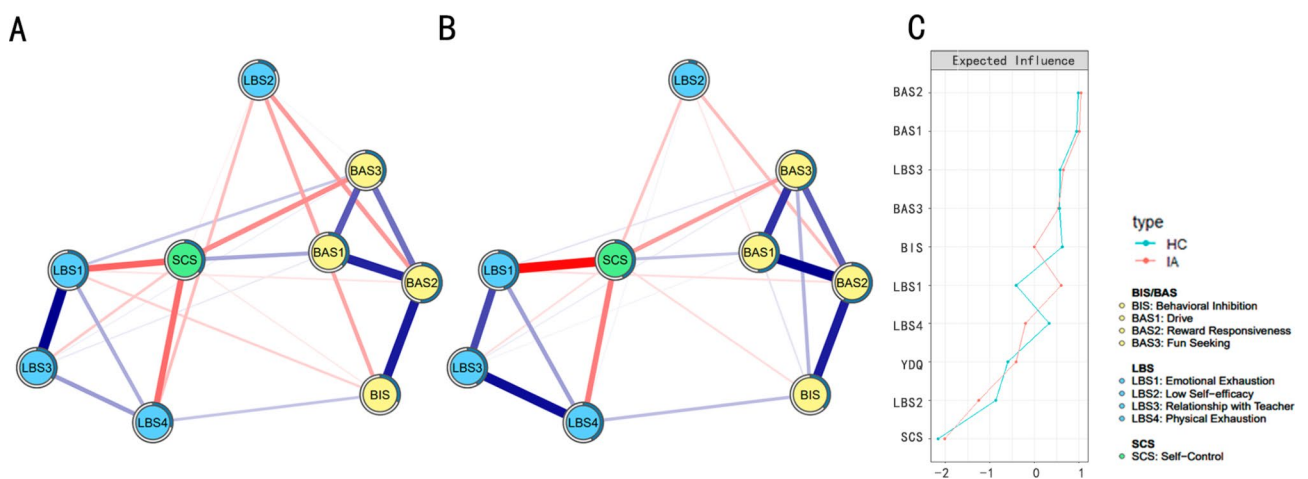 A
B
C
LBS2
BAS3
SCS
BAS1
LBS1
BAS2
LBS3
BIS
LBS4
LBS2
BAS3
SCS
BAS1
LBS1
BAS2
LBS3
BIS
LBS4
Expected Influence
BAS2
BAS1
LBS3
BAS3
BIS
LBS1
LBS4
YDQ
LBS2
SCS
-2 -1 0 1
type
HC
IA
BIS/BAS
BIS: Behavioral Inhibition
BAS1: Drive
BAS2: Reward Responsiveness
BAS3: Fun Seeking
LBS
LBS1: Emotional Exhaustion
LBS2: Low Self-efficacy
LBS3: Relationship with Teacher
LBS4: Physical Exhaustion
SCS
SCS: Self-Control